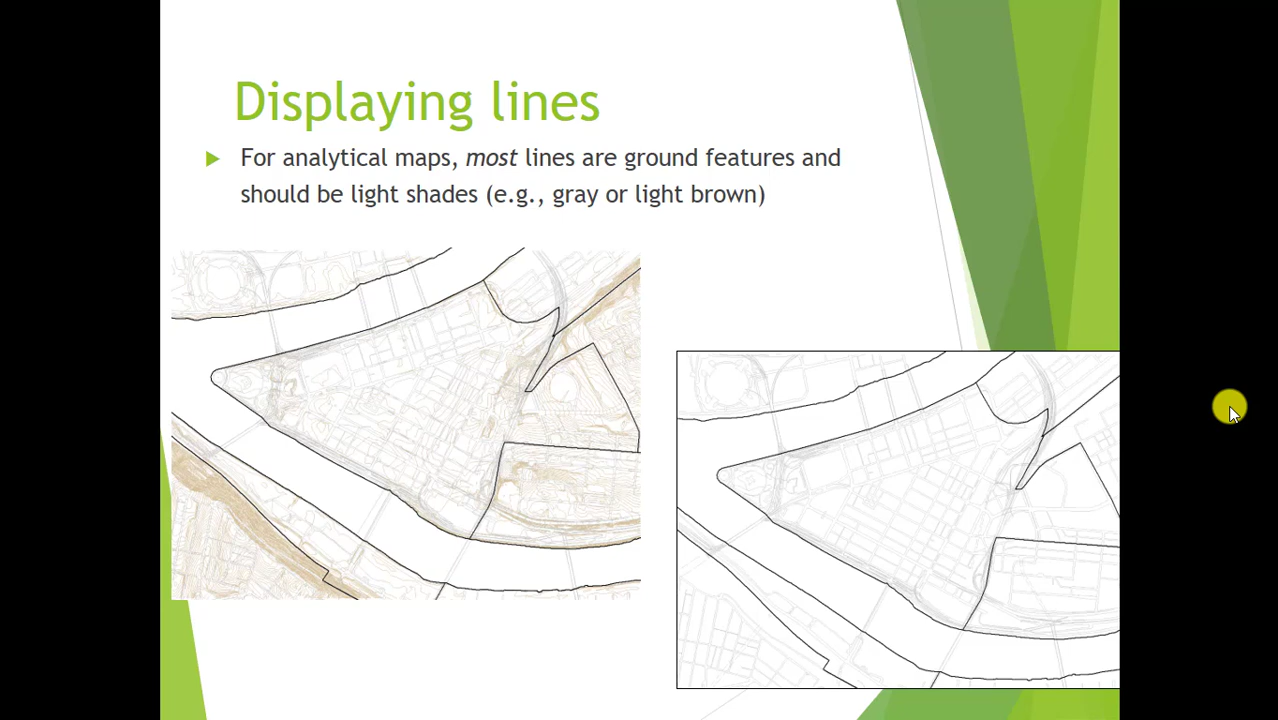 Displaying lines
For analytical maps, most lines are ground features and
should be light shades (e.g., gray or light brown)